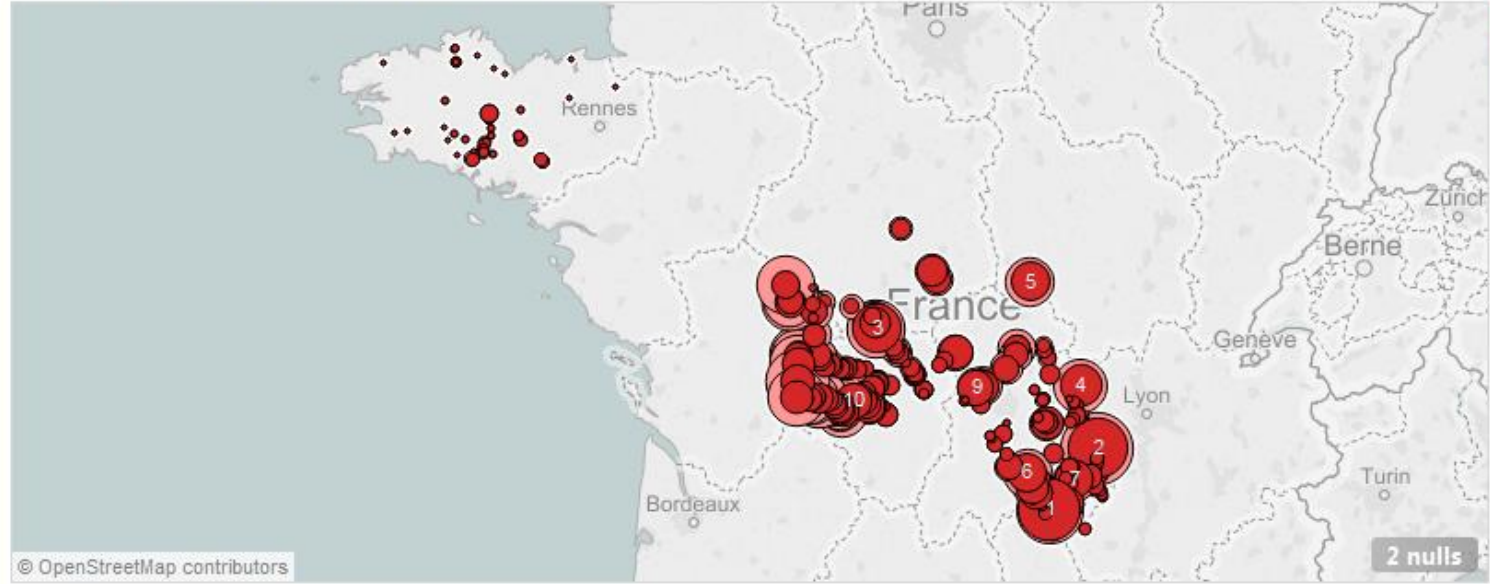 Paris
Rennes
Zürich
Berne
5
France
3
Genève
9
4
10
Lyon
2
6
7
1
Turin
Bordeaux
2 nulls
© OpenStreetMap contributors